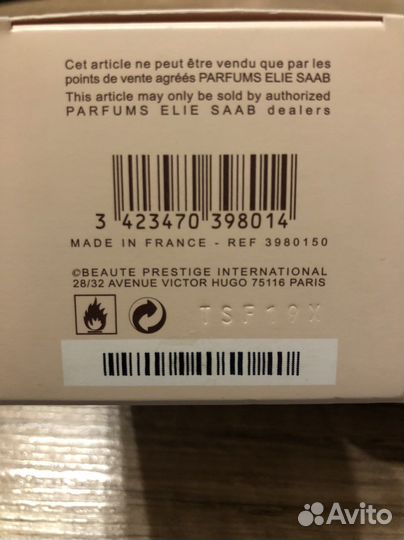 Cet article ne peut être vendu que par les
points de vente agréés PARFUMS ELIE SAAB
This article may only be sold by authorized
PARFUMS ELIE SAAB dealers
3 423470 398014
MADE IN FRANCE - REF 3980150
©BEAUTE PRESTIGE INTERNATIONAL
28/32 AVENUE VICTOR HUGO 75116 PARIS
TSF19X
Avito